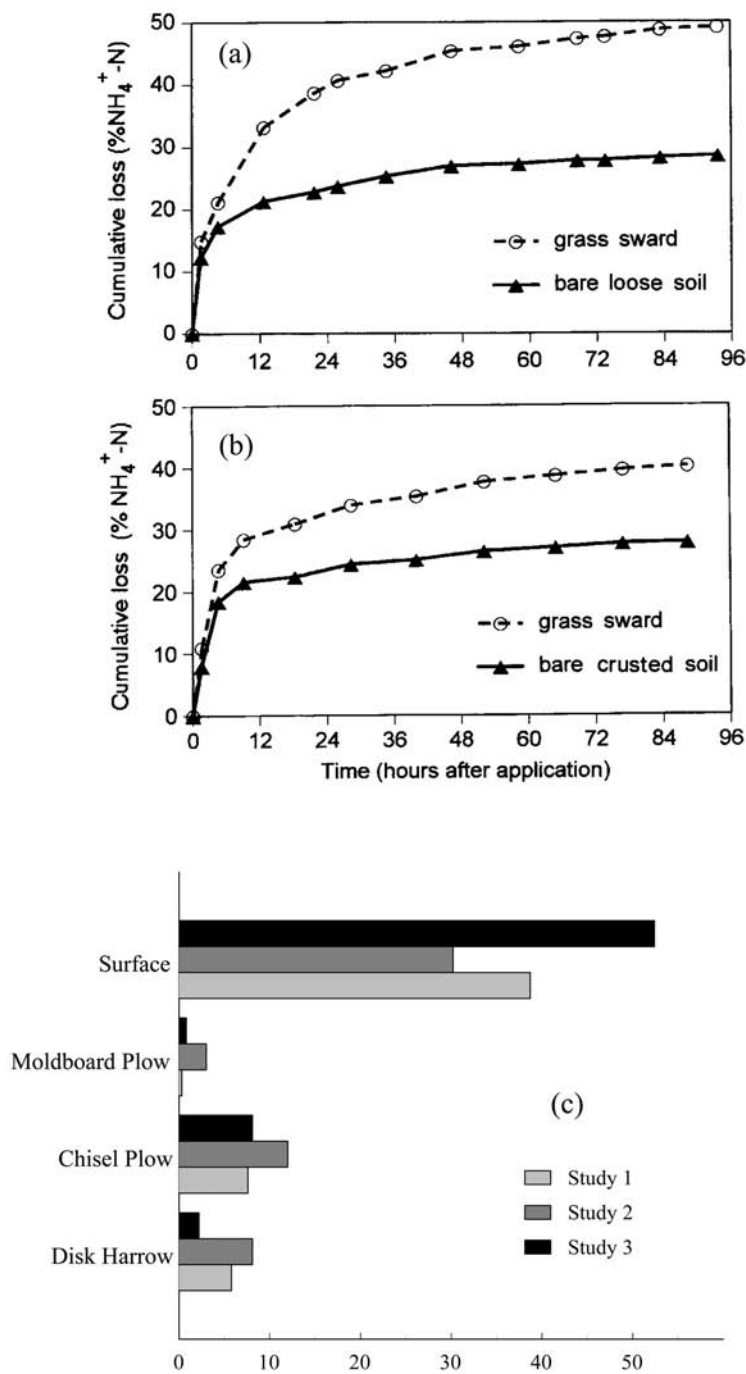 (a)
Cumulative loss (%NH₄⁺-N)
50
40
30
20
10
0
grass sward
bare loose soil
0 12 24 36 48 60 72 84 96
(b)
Cumulative loss (% NH₄⁺-N)
50
40
30
20
10
0
grass sward
bare crusted soil
0 12 24 36 48 60 72 84 96
Time (hours after application)
Surface
Moldboard Plow
Chisel Plow
Disk Harrow
(c)
Study 1
Study 2
Study 3
0 10 20 30 40 50